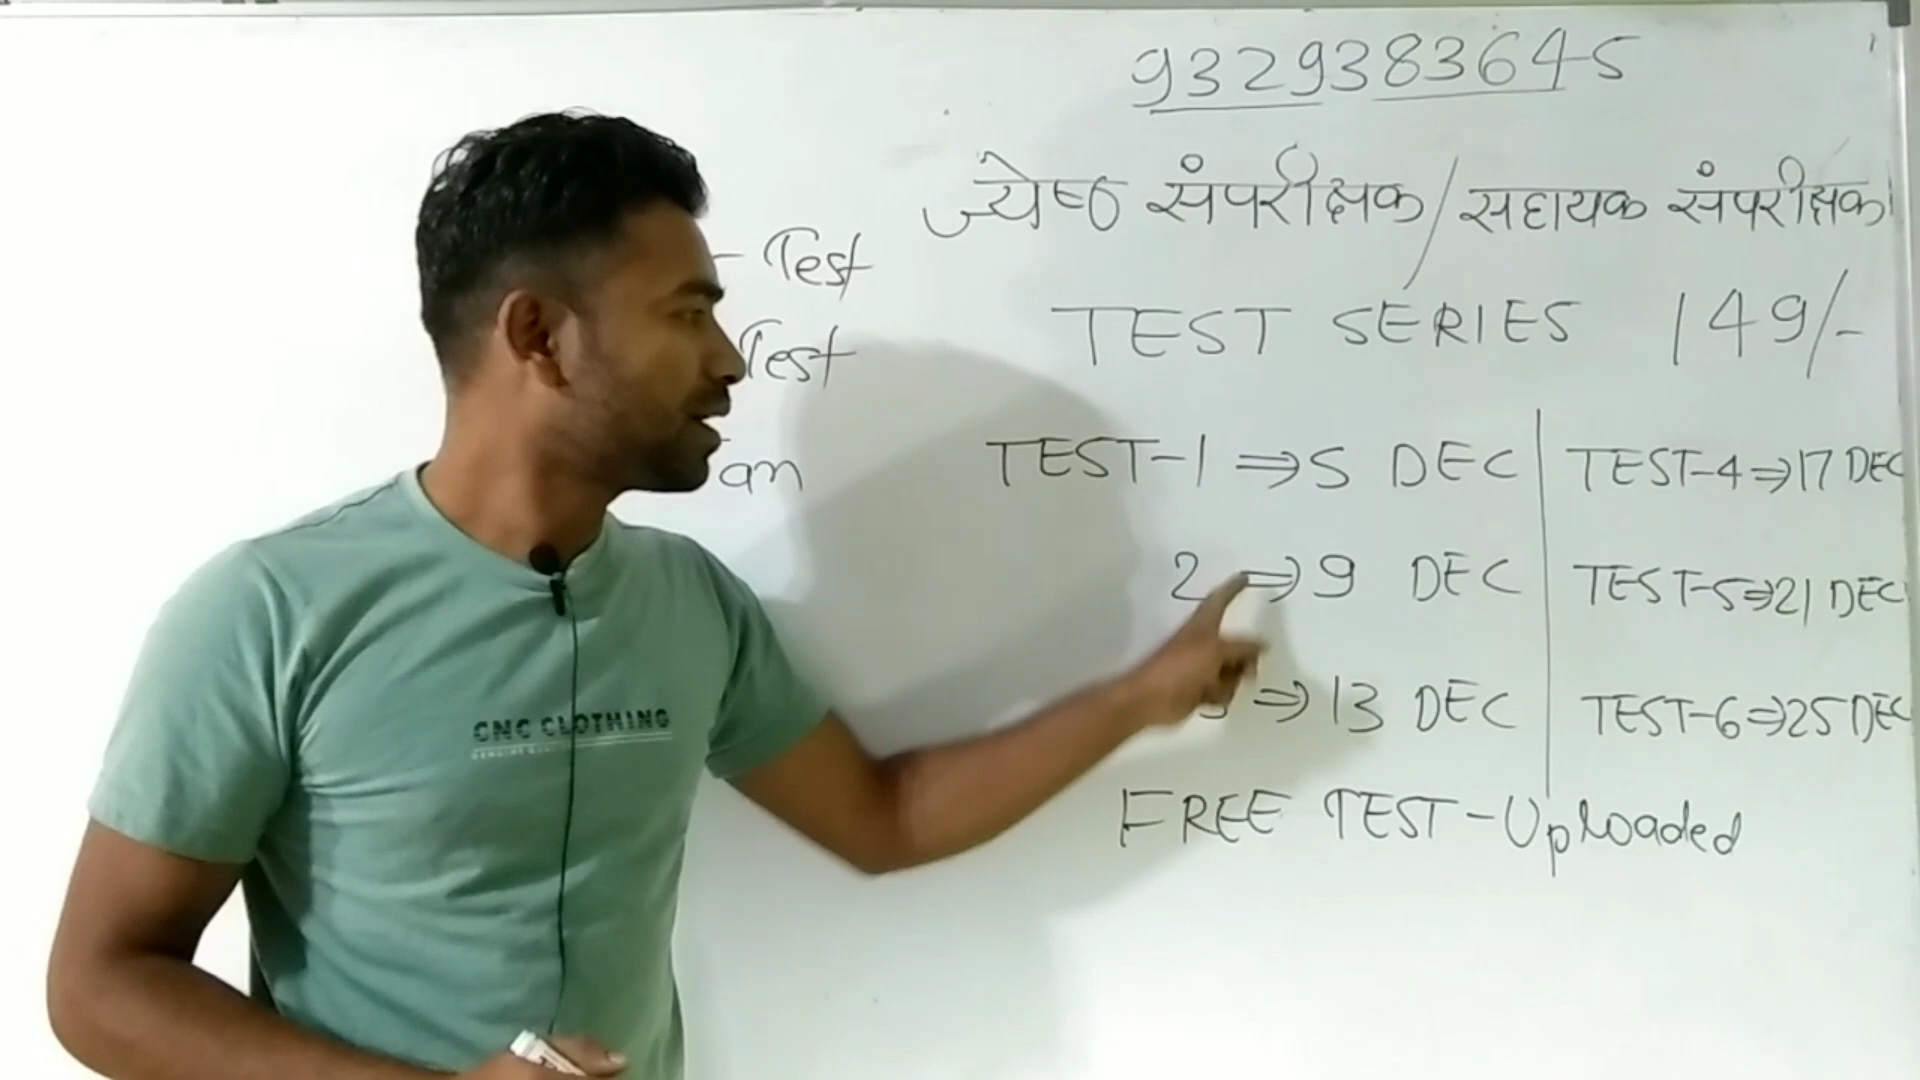 9329383645
ज्येष्ठ संपरीक्षक/सहायक संपरीक्षक
TEST SERIES 149/-
- Test
Test
an
TEST-1 ⇒ 5 DEC
2 ⇒ 9 DEC
3 ⇒ 13 DEC
TEST-4 ⇒ 17 DEC
TEST-5 ⇒ 21 DEC
TEST-6 ⇒ 25 DEC
FREE TEST - Uploaded
CNC CLOTHING